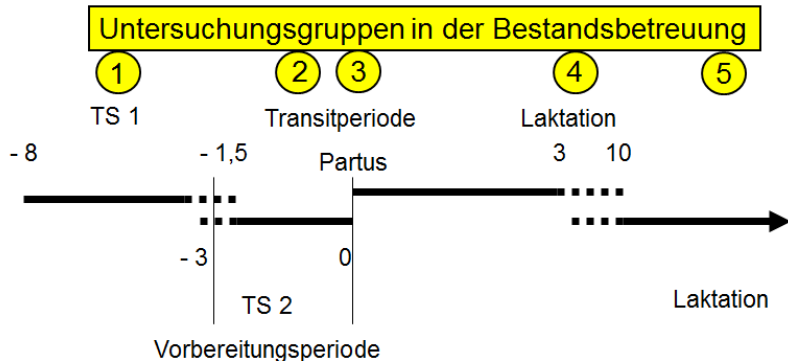 Untersuchungsgruppen in der Bestandsbetreuung
1 2 3 4 5
TS 1 Transitperiode Laktation
- 8 - 1,5 Partus 3 10
- 3 0
TS 2 Laktation
Vorbereitungsperiode